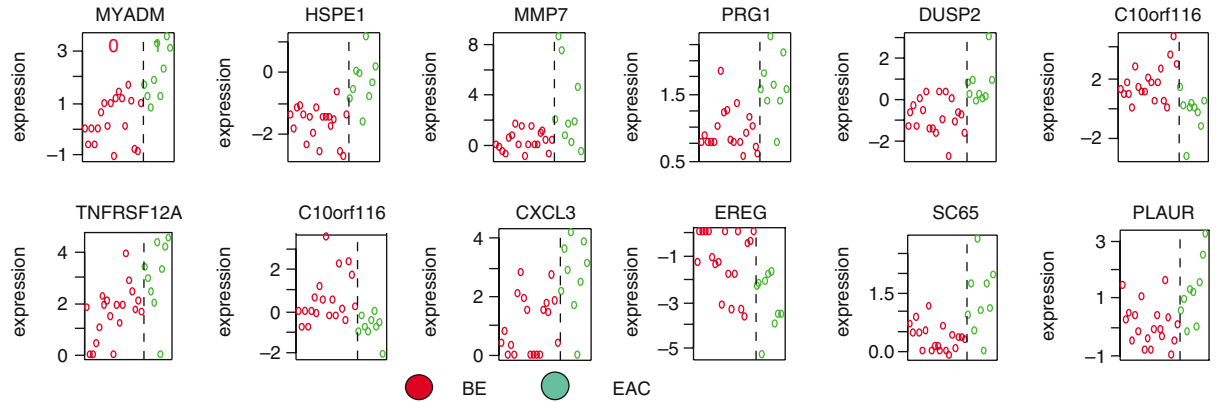 MYADM HSPE1 MMP7 PRG1 DUSP2 C10orf116
expression 3 1 −1
expression 0 −2
expression 8 4 0
expression 1.5 0.5
expression 2 0 −2
expression 2 −2
TNFRSF12A C10orf116 CXCL3 EREG SC65 PLAUR
expression 4 2 0
expression 2 0 −2
expression 4 3 2 1 0
expression −1 −3 −5
expression 1.5 0.0
expression 3 1 −1
BE EAC